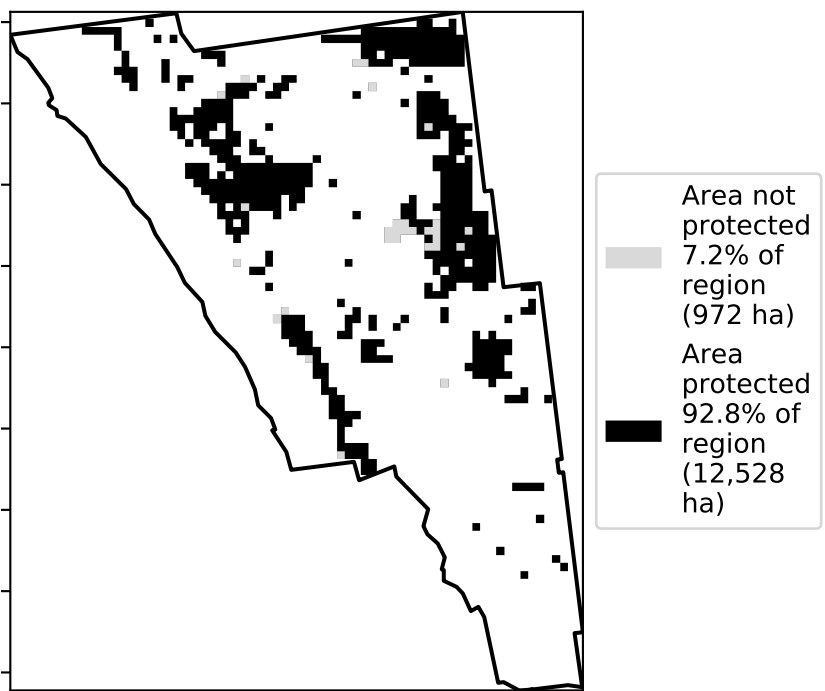 Area not
protected
7.2% of
region
(972 ha)
Area
protected
92.8% of
region
(12,528
ha)